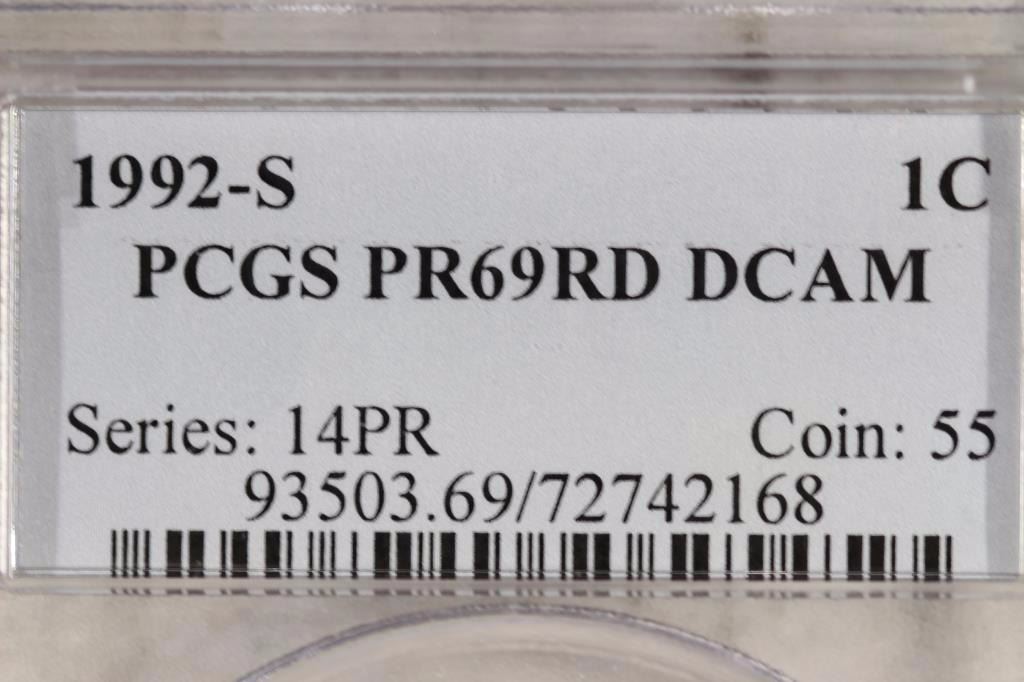 1992-S 1C
PCGS PR69RD DCAM
Series: 14PR Coin: 55
93503.69/72742168